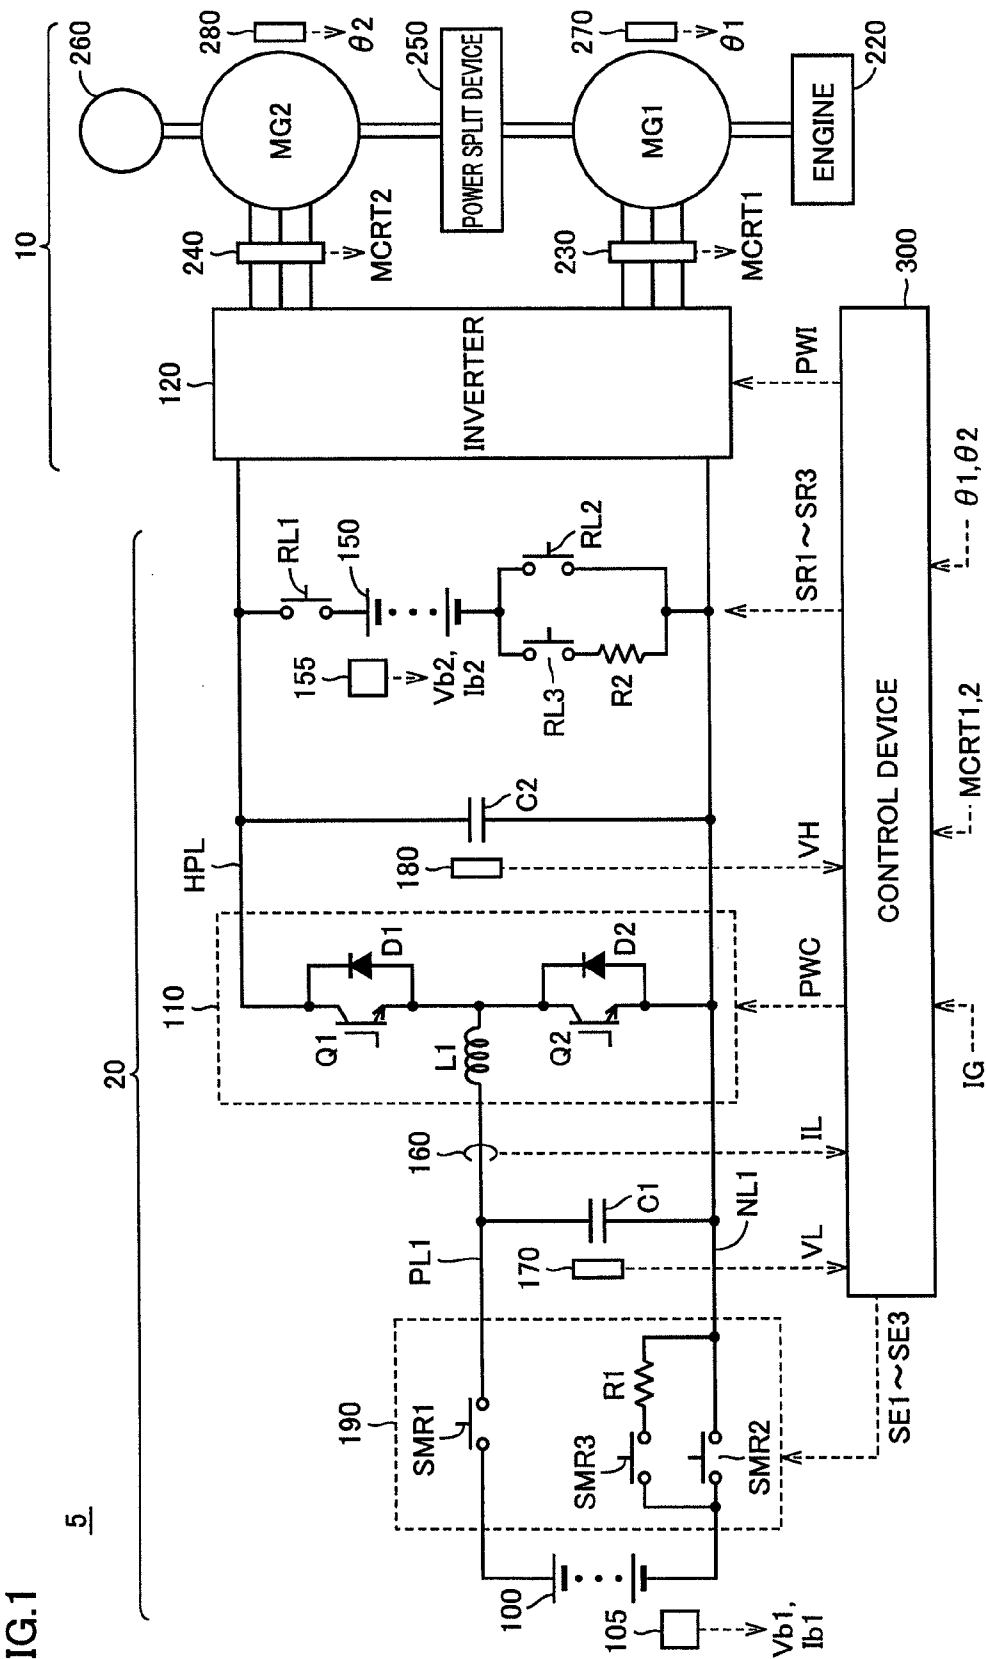 IG.1
5
20
10
100
105
Vb1,
Ib1
190
SMR1
SMR3
R1
SMR2
SE1～SE3
PL1
170
C1
NL1
VL
160
IL
110
Q1
D1
L1
Q2
D2
PWC
IG
HPL
180
C2
VH
MCRT1,2
CONTROL DEVICE
300
RL1
150
155
Vb2,
Ib2
RL3
R2
RL2
SR1～SR3
θ1,θ2
120
INVERTER
PWI
240
MCRT2
230
MCRT1
260
MG2
280
θ2
250
POWER SPLIT DEVICE
MG1
270
θ1
ENGINE
220